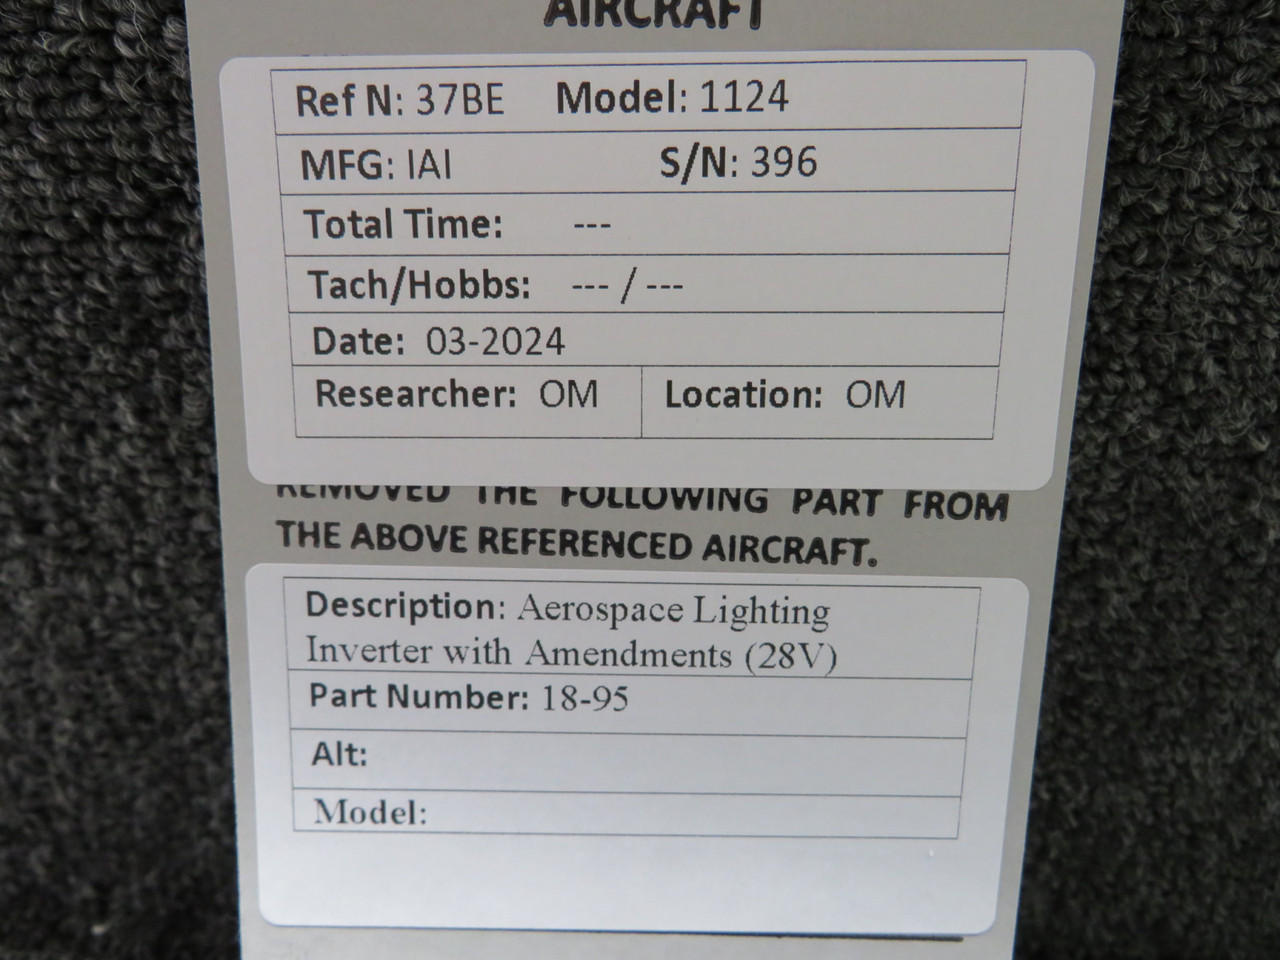 AIRCRAFT
Ref N: 37BE Model: 1124
MFG: IAI S/N: 396
Total Time: ---
Tach/Hobbs: --- / ---
Date: 03-2024
Researcher: OM Location: OM
REMOVED THE FOLLOWING PART FROM
THE ABOVE REFERENCED AIRCRAFT.
Description: Aerospace Lighting
Inverter with Amendments (28V)
Part Number: 18-95
Alt:
Model: